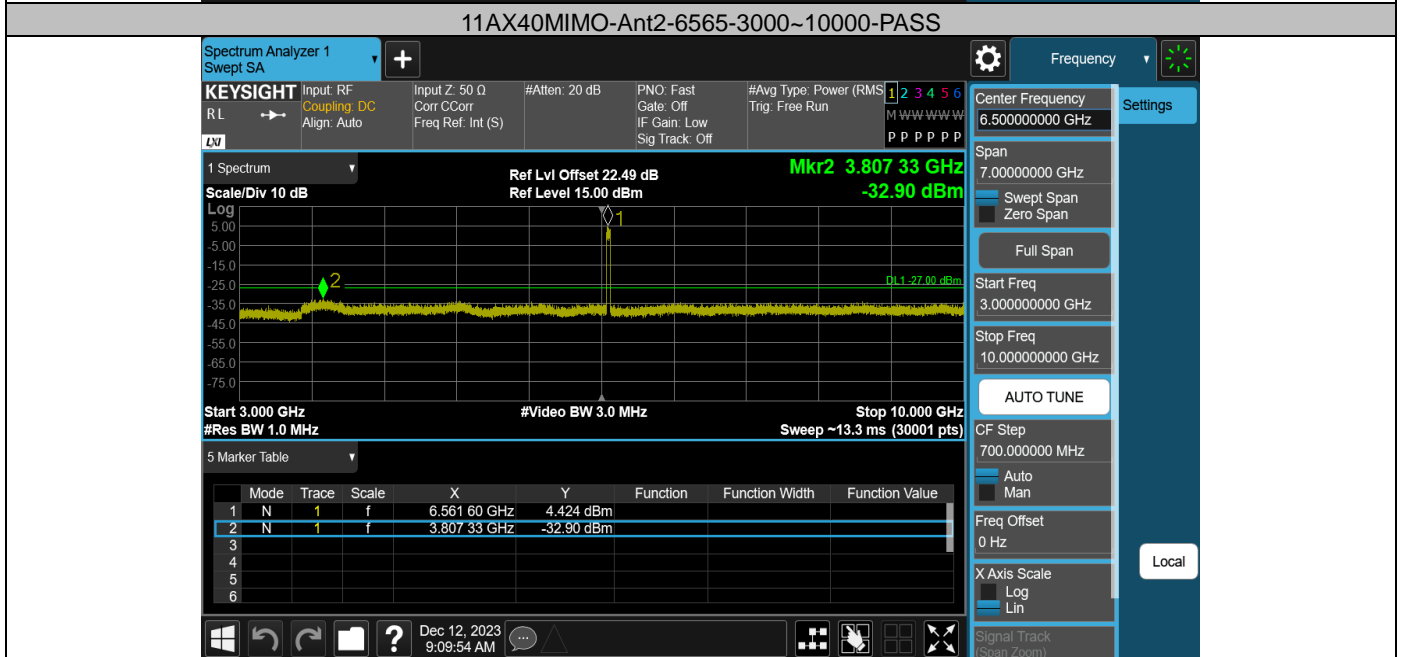 11AX40MIMO-Ant2-6565-3000~10000-PASS
Spectrum Analyzer 1
Swept SA
+
Frequency
KEYSIGHT
RL
LXI
Input: RF
Coupling: DC
Align: Auto
Input Z: 50 Ω
Corr CCorr
Freq Ref: Int (S)
#Atten: 20 dB
PNO: Fast
Gate: Off
IF Gain: Low
Sig Track: Off
#Avg Type: Power (RMS
Trig: Free Run
1 2 3 4 5 6
M W W W W W
P P P P P P
Center Frequency
6.500000000 GHz
Settings
Span
7.00000000 GHz
Swept Span
Zero Span
Full Span
Start Freq
3.000000000 GHz
Stop Freq
10.000000000 GHz
AUTO TUNE
CF Step
700.000000 MHz
Auto
Man
Freq Offset
0 Hz
X Axis Scale
Log
Lin
Signal Track
(Span Zoom)
Local
1 Spectrum
Scale/Div 10 dB
Ref Lvl Offset 22.49 dB
Ref Level 15.00 dBm
Mkr2 3.807 33 GHz
-32.90 dBm
Log
5.00
-5.00
-15.0
-25.0
-35.0
-45.0
-55.0
-65.0
-75.0
1
2
DL1 -27.00 dBm
Start 3.000 GHz
#Res BW 1.0 MHz
#Video BW 3.0 MHz
Stop 10.000 GHz
Sweep ~13.3 ms (30001 pts)
5 Marker Table
Mode Trace Scale X Y Function Function Width Function Value
1 N 1 f 6.561 60 GHz 4.424 dBm
2 N 1 f 3.807 33 GHz -32.90 dBm
3
4
5
6
?
Dec 12, 2023
9:09:54 AM